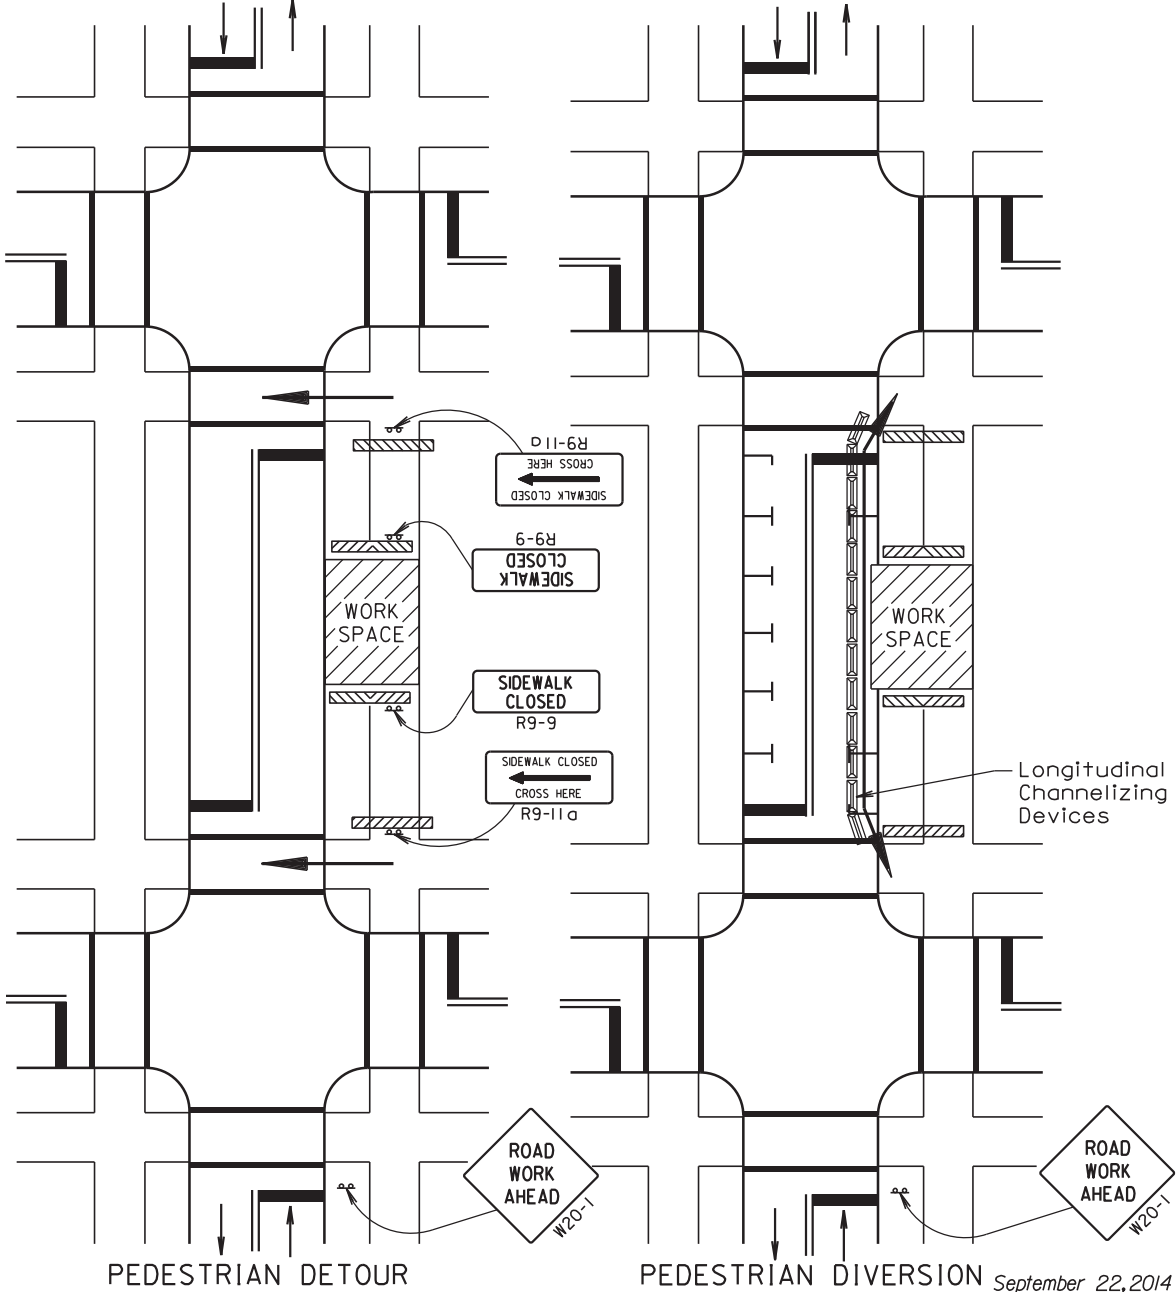 R9-11a
SIDEWALK CLOSED
CROSS HERE
R9-9
SIDEWALK
CLOSED
WORK
SPACE
SIDEWALK
CLOSED
R9-9
SIDEWALK CLOSED
CROSS HERE
R9-11a
ROAD
WORK
AHEAD
W20-1
PEDESTRIAN DETOUR
WORK
SPACE
Longitudinal
Channelizing
Devices
ROAD
WORK
AHEAD
W20-1
PEDESTRIAN DIVERSION
September 22,2014